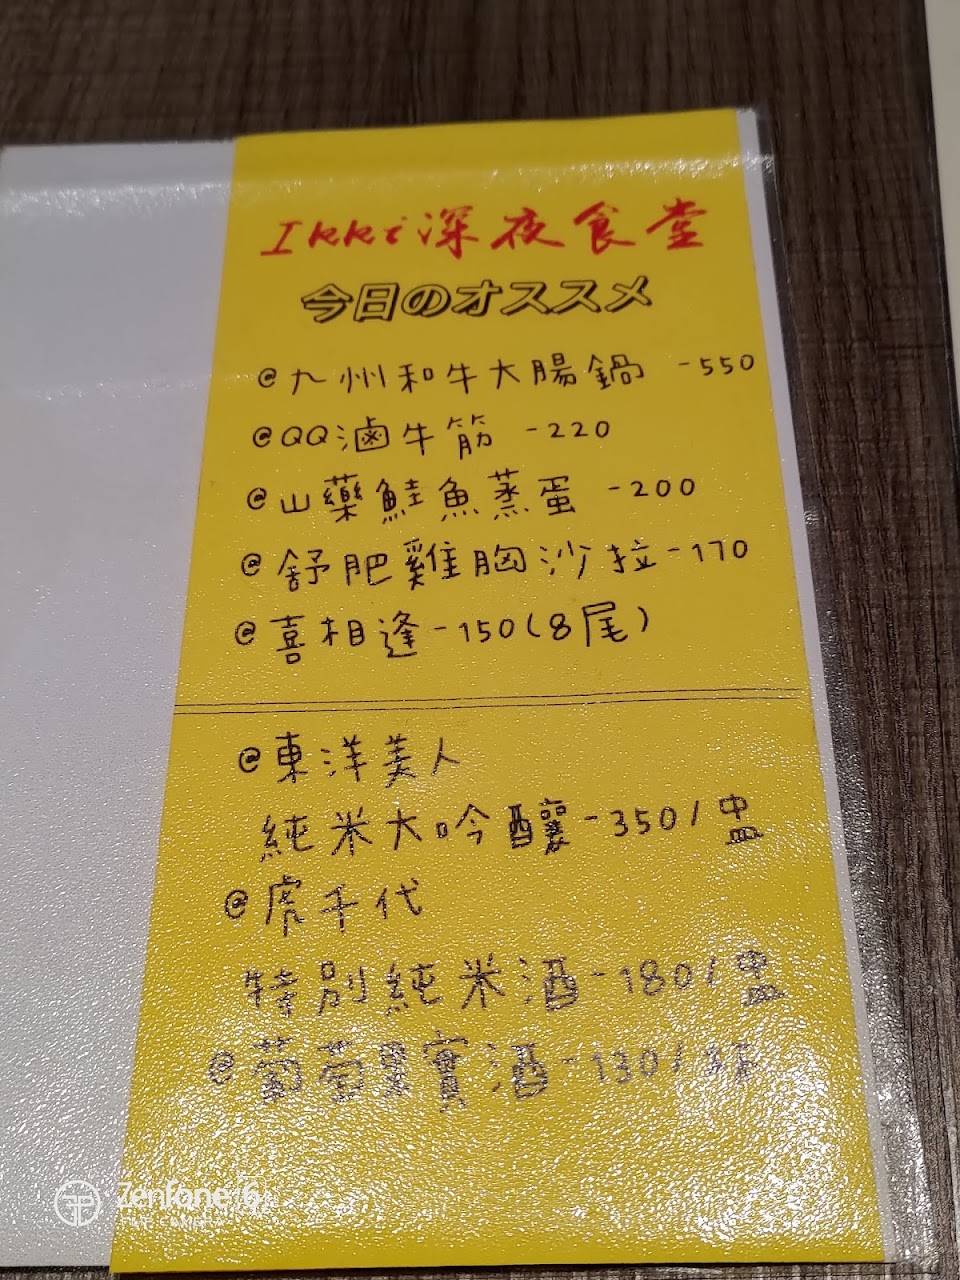 Ikki深夜食堂
今日のオススメ
@九州和牛大腸鍋 -550
@QQ滷牛筋 -220
@山藥鮭魚蒸蛋 -200
@舒肥雞胸沙拉-170
@喜相逢-150(8尾)
@東洋美人
純米大吟釀-350/盅
@虎千代
特別純米酒-180/盅
@葡萄果實酒-130/杯
Zenfone 6